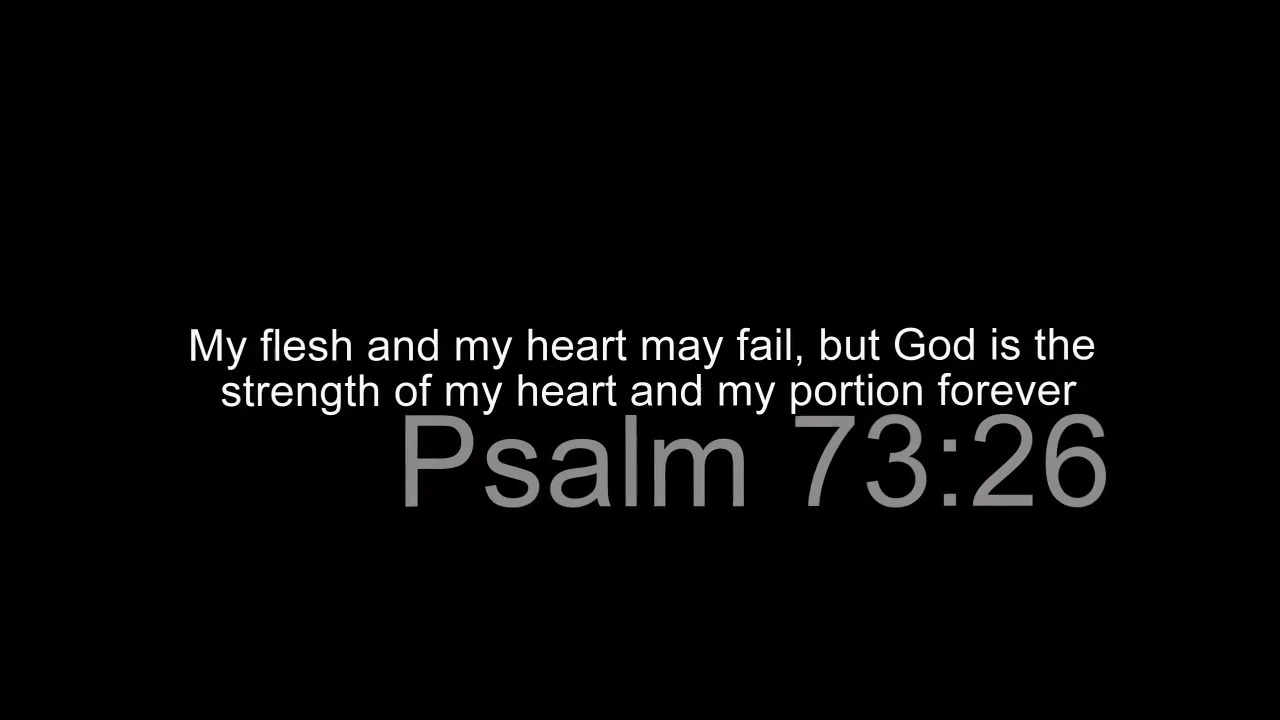 My flesh and my heart may fail, but God is the
strength of my heart and my portion forever
Psalm 73:26